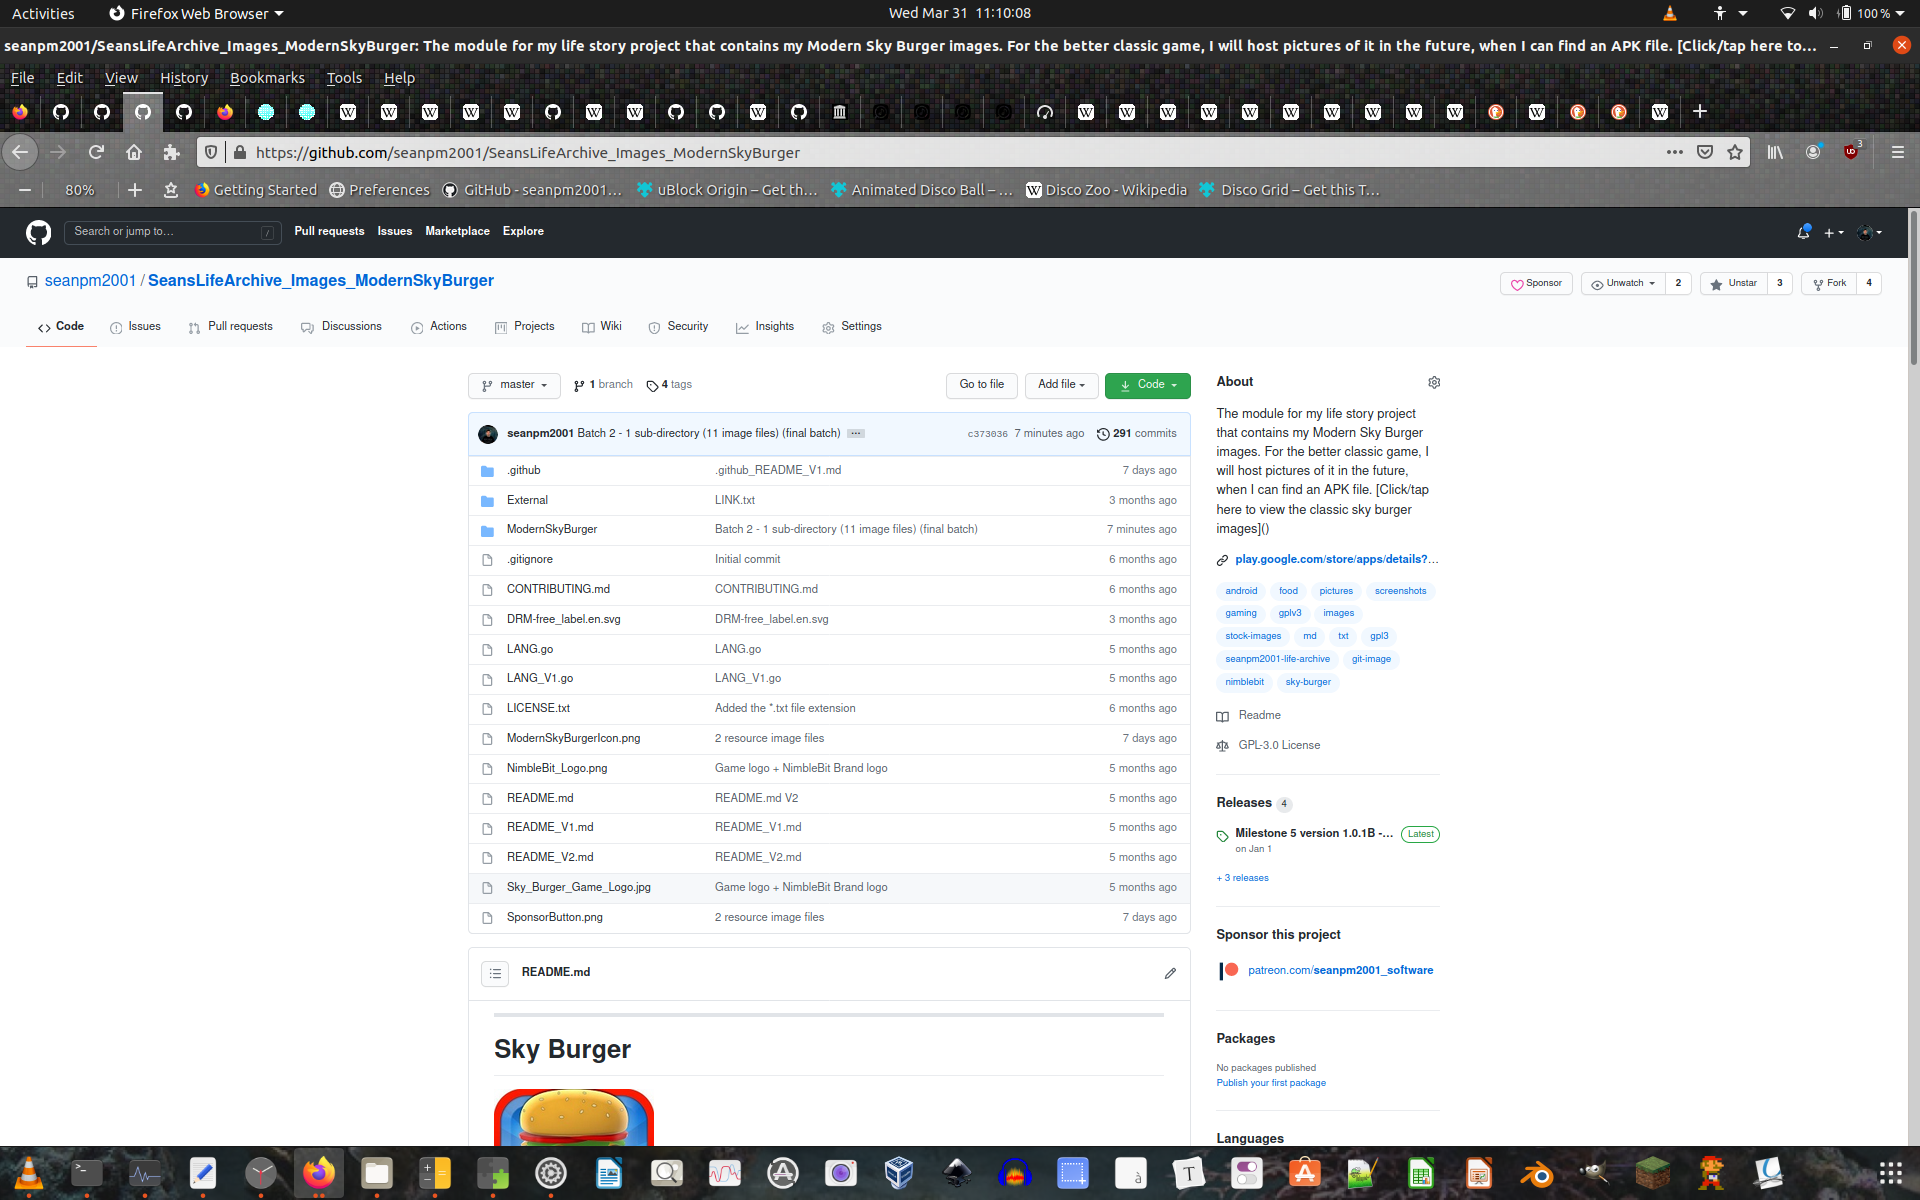 Activities Firefox Web Browser Wed Mar 31 11:10:08 100 %
seanpm2001/SeansLifeArchive_Images_ModernSkyBurger: The module for my life story project that contains my Modern Sky Burger images. For the better classic game, I will host pictures of it in the future, when I can find an APK file. [Click/tap here to...
File Edit View History Bookmarks Tools Help
https://github.com/seanpm2001/SeansLifeArchive_Images_ModernSkyBurger 3
80% Getting Started Preferences GitHub - seanpm2001... uBlock Origin – Get th... Animated Disco Ball – ... Disco Zoo - Wikipedia Disco Grid – Get this T...
Search or jump to... / Pull requests Issues Marketplace Explore
seanpm2001 / SeansLifeArchive_Images_ModernSkyBurger Sponsor Unwatch 2 Unstar 3 Fork 4
Code Issues Pull requests Discussions Actions Projects Wiki Security Insights Settings
master 1 branch 4 tags Go to file Add file Code
seanpm2001 Batch 2 - 1 sub-directory (11 image files) (final batch) ... c373036 7 minutes ago 291 commits
.github .github_README_V1.md 7 days ago
External LINK.txt 3 months ago
ModernSkyBurger Batch 2 - 1 sub-directory (11 image files) (final batch) 7 minutes ago
.gitignore Initial commit 6 months ago
CONTRIBUTING.md CONTRIBUTING.md 6 months ago
DRM-free_label.en.svg DRM-free_label.en.svg 3 months ago
LANG.go LANG.go 5 months ago
LANG_V1.go LANG_V1.go 5 months ago
LICENSE.txt Added the *.txt file extension 6 months ago
ModernSkyBurgerIcon.png 2 resource image files 7 days ago
NimbleBit_Logo.png Game logo + NimbleBit Brand logo 5 months ago
README.md README.md V2 5 months ago
README_V1.md README_V1.md 5 months ago
README_V2.md README_V2.md 5 months ago
Sky_Burger_Game_Logo.jpg Game logo + NimbleBit Brand logo 5 months ago
SponsorButton.png 2 resource image files 7 days ago
README.md
Sky Burger
About
The module for my life story project
that contains my Modern Sky Burger
images. For the better classic game, I
will host pictures of it in the future,
when I can find an APK file. [Click/tap
here to view the classic sky burger
images]()
play.google.com/store/apps/details?...
android food pictures screenshots
gaming gplv3 images
stock-images md txt gpl3
seanpm2001-life-archive git-image
nimblebit sky-burger
Readme
GPL-3.0 License
Releases 4
Milestone 5 version 1.0.1B -... Latest
on Jan 1
+ 3 releases
Sponsor this project
patreon.com/seanpm2001_software
Packages
No packages published
Publish your first package
Languages